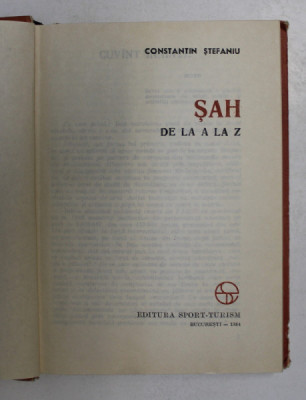 CONSTANTIN ȘTEFANIU
ȘAH
DE LA A LA Z
EDITURA SPORT-TURISM
BUCUREȘTI — 1984